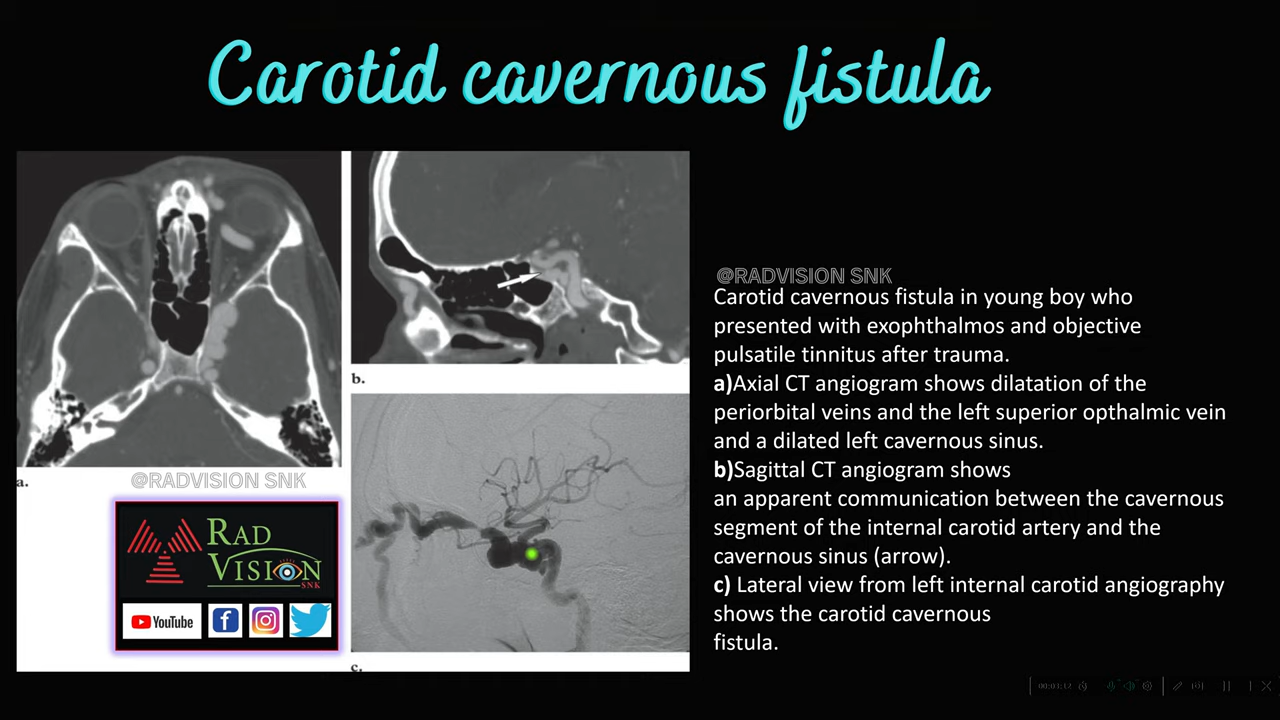 Carotid cavernous fistula
a.
b.
c.
@RADVISION SNK
RAD
VISION
SNK
YouTube
@RADVISION SNK
Carotid cavernous fistula in young boy who
presented with exophthalmos and objective
pulsatile tinnitus after trauma.
a)Axial CT angiogram shows dilatation of the
periorbital veins and the left superior opthalmic vein
and a dilated left cavernous sinus.
b)Sagittal CT angiogram shows
an apparent communication between the cavernous
segment of the internal carotid artery and the
cavernous sinus (arrow).
c) Lateral view from left internal carotid angiography
shows the carotid cavernous
fistula.